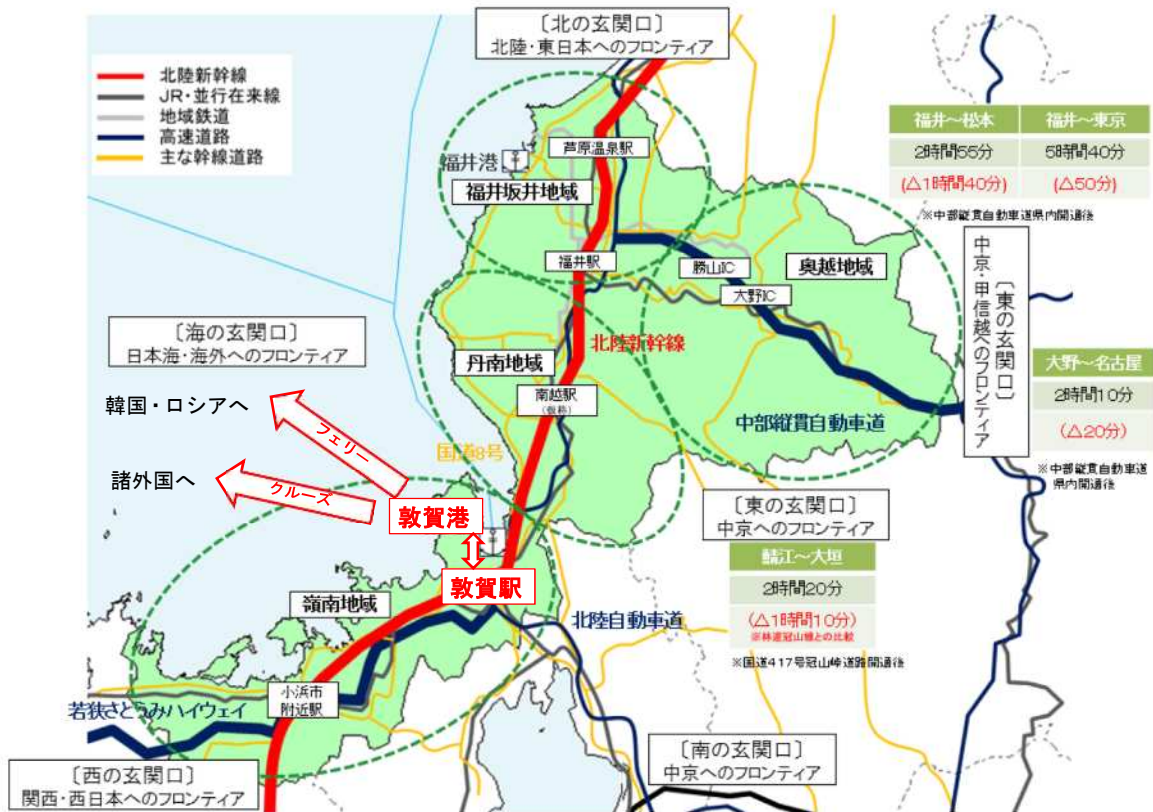 〔北の玄関口〕
北陸・東日本へのフロンティア
北陸新幹線
JR・並行在来線
地域鉄道
高速道路
主な幹線道路
福井～松本
福井～東京
2時間55分
5時間40分
(△1時間40分)
(△50分)
※中部縦貫自動車道県内開通後
芦原温泉駅
福井港
福井坂井地域
福井駅
勝山IC
奥越地域
大野IC
〔東の玄関口〕
中京・甲信越へのフロンティア
〔海の玄関口〕
日本海・海外へのフロンティア
北陸新幹線
丹南地域
南越駅
(仮称)
大野～名古屋
2時間10分
(△20分)
※中部縦貫自動車道
県内開通後
韓国・ロシアへ
フェリー
中部縦貫自動車道
国道8号
諸外国へ
クルーズ
敦賀港
〔東の玄関口〕
中京へのフロンティア
鯖江～大垣
2時間20分
(△1時間10分)
※林道冠山線との比較
※国道417号冠山峠道路開通後
敦賀駅
嶺南地域
北陸自動車道
小浜市
附近駅
若狭さとうみハイウェイ
〔南の玄関口〕
中京へのフロンティア
〔西の玄関口〕
関西・西日本へのフロンティア